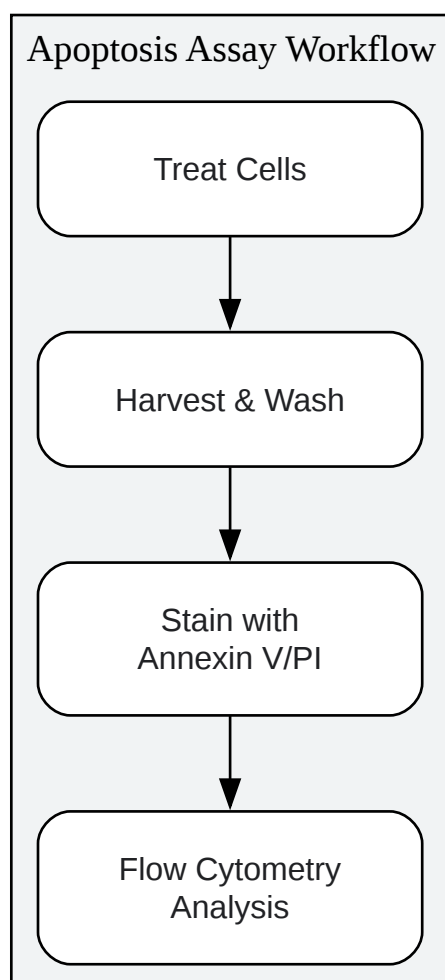 Apoptosis Assay Workflow
Treat Cells
Harvest & Wash
Stain with
Annexin V/PI
Flow Cytometry
Analysis